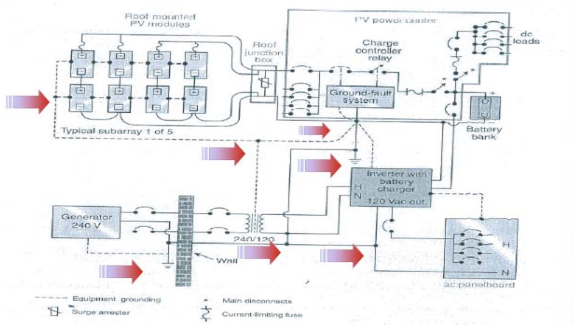 Roof mounted
PV modules
PV power center
Roof
junction
box
Charge
controller
relay
dc
loads
Ground-fault
system
Typical subarray 1 of 5
Battery
bank
Inverter with
battery
charger
120 Vac out
H
N
Generator
240 V
240/120
Wall
H
N
ac panelboard
Equipment grounding
Main disconnects
Surge arrester
Current-limiting fuse